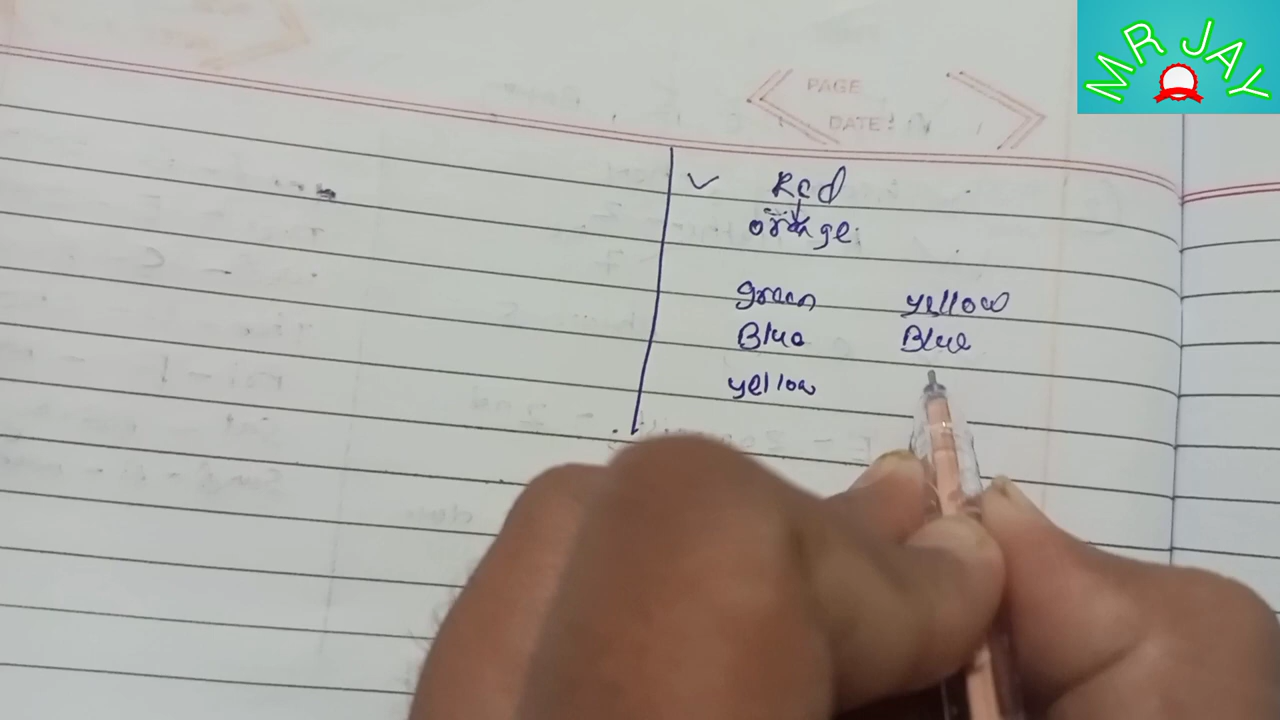 MR JAY
PAGE
DATE:
✓ Red
orange
green yellow
Blue Blue
yellow